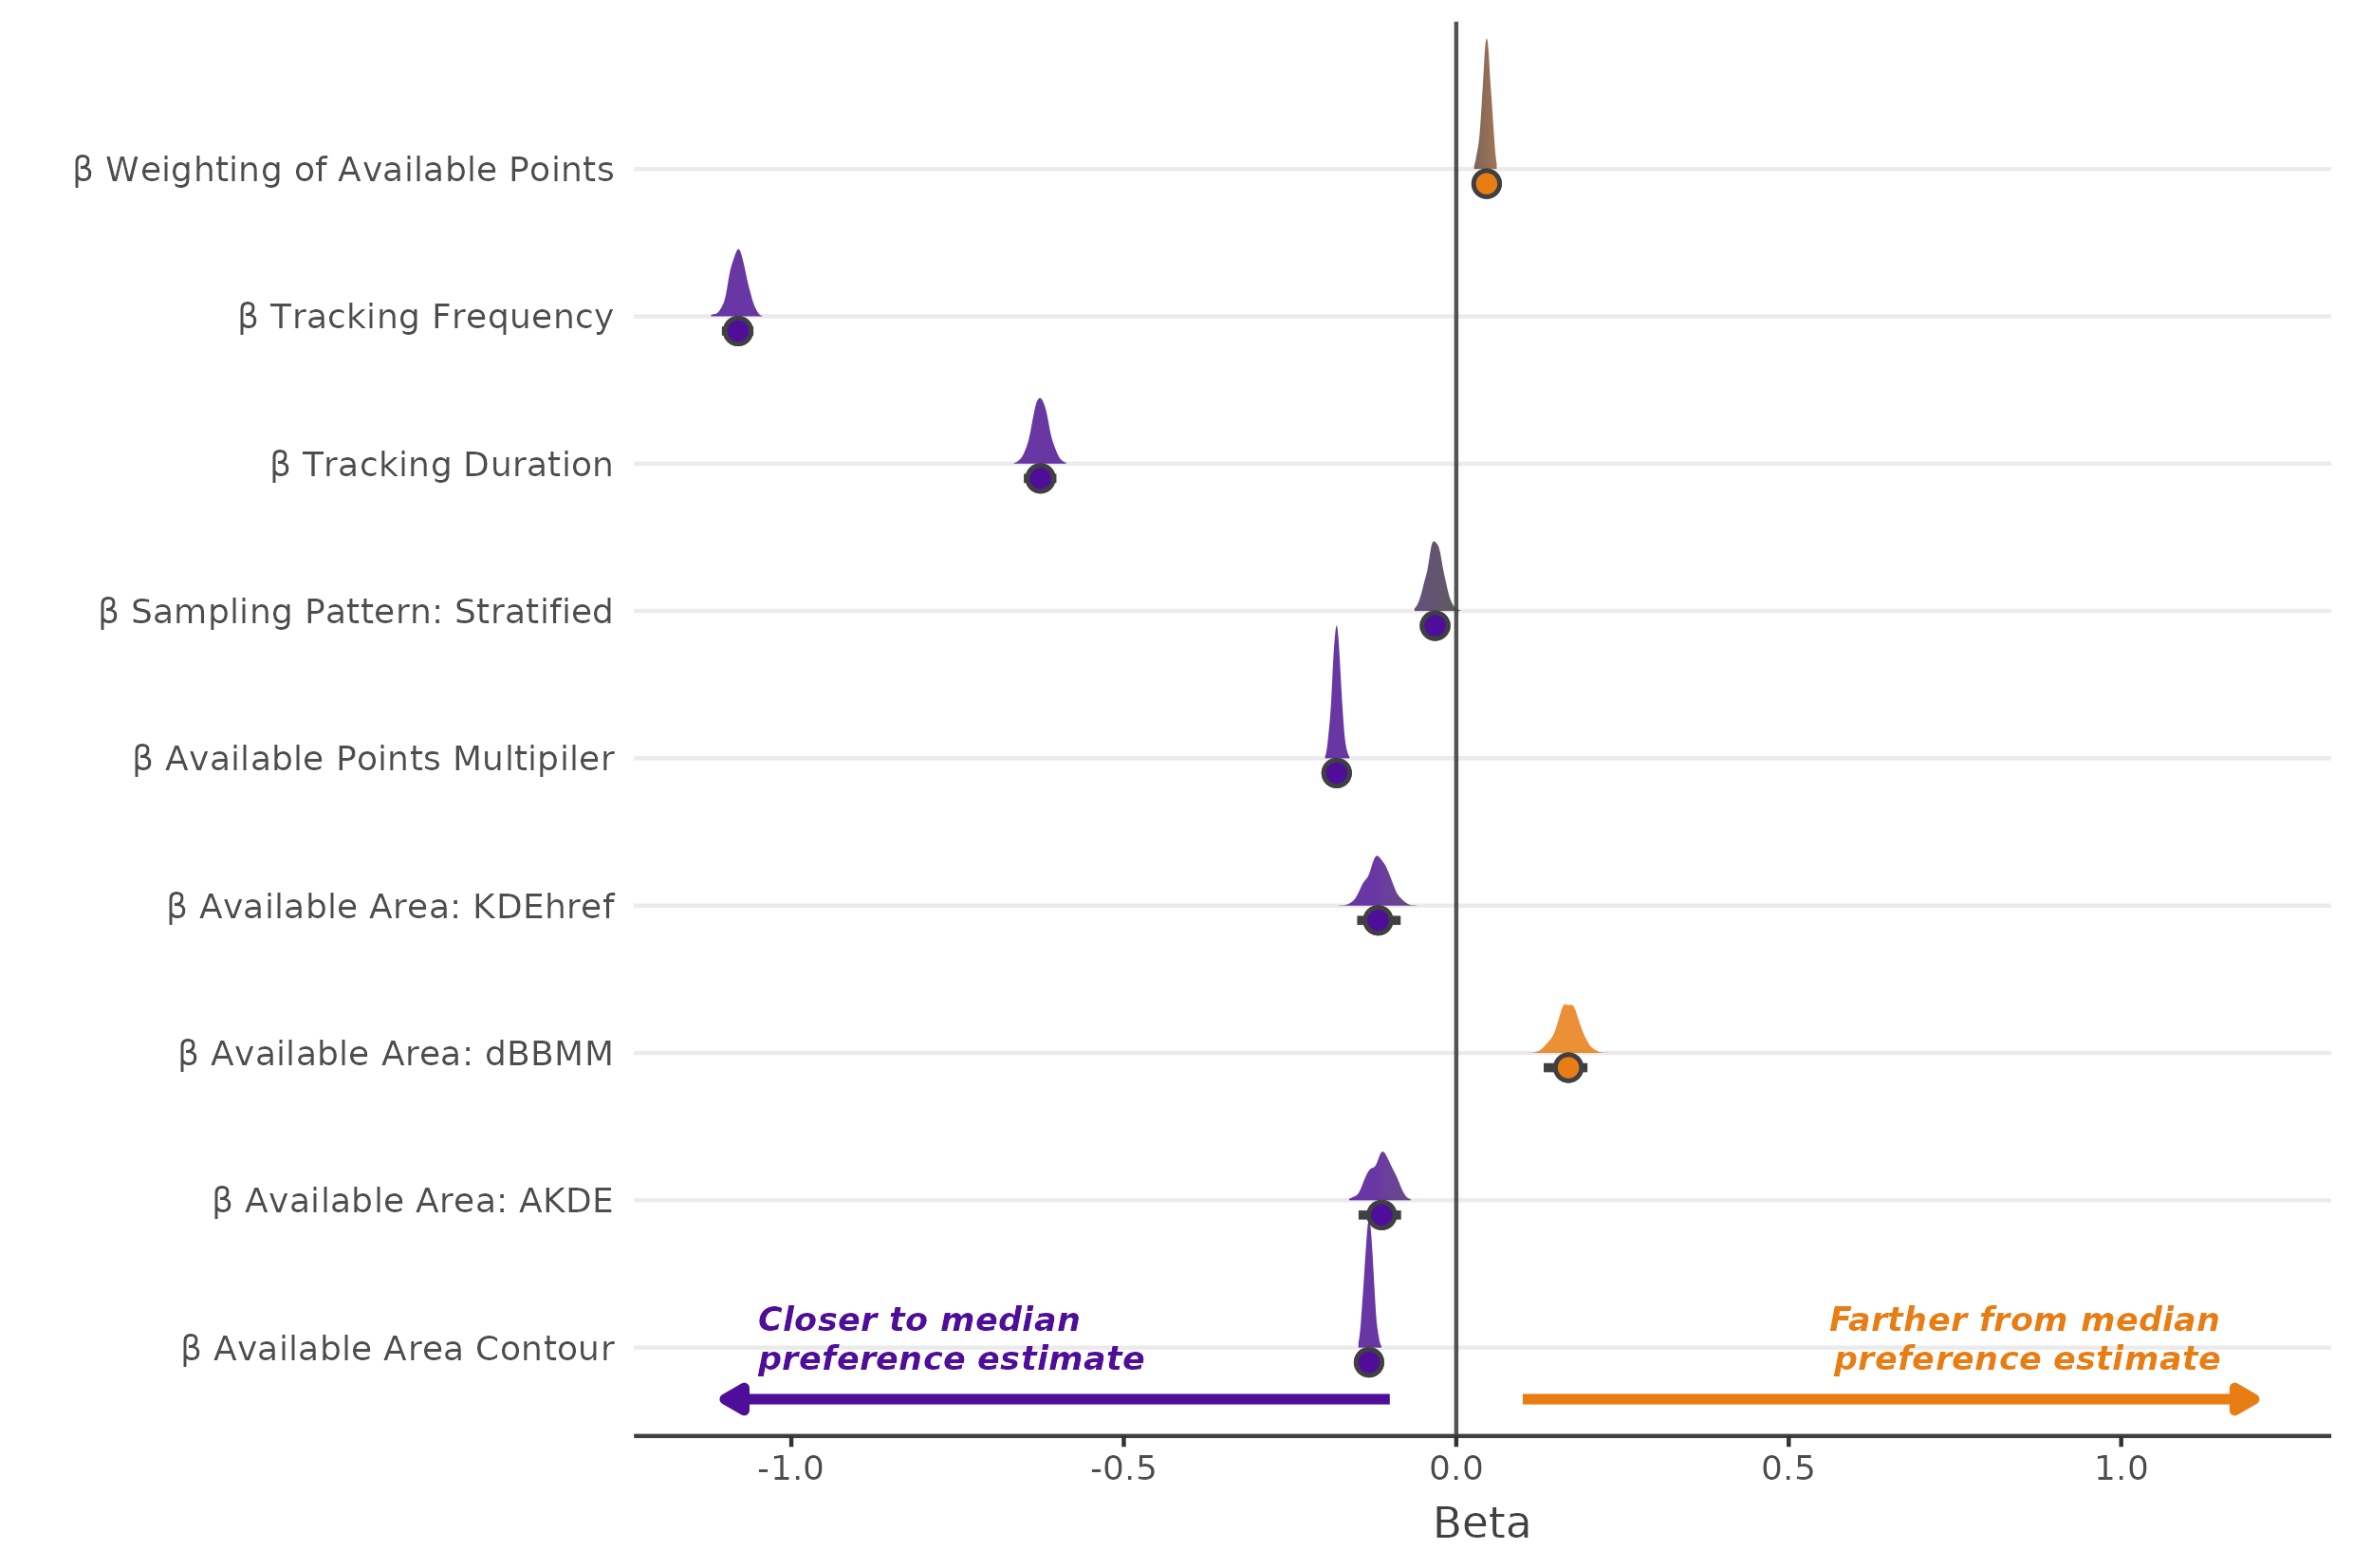 β Weighting of Available Points
β Tracking Frequency
β Tracking Duration
β Sampling Pattern: Stratified
β Available Points Multipiler
β Available Area: KDEhref
β Available Area: dBBMM
β Available Area: AKDE
β Available Area Contour
Closer to median
preference estimate
Farther from median
preference estimate
-1.0
-0.5
0.0
0.5
1.0
Beta